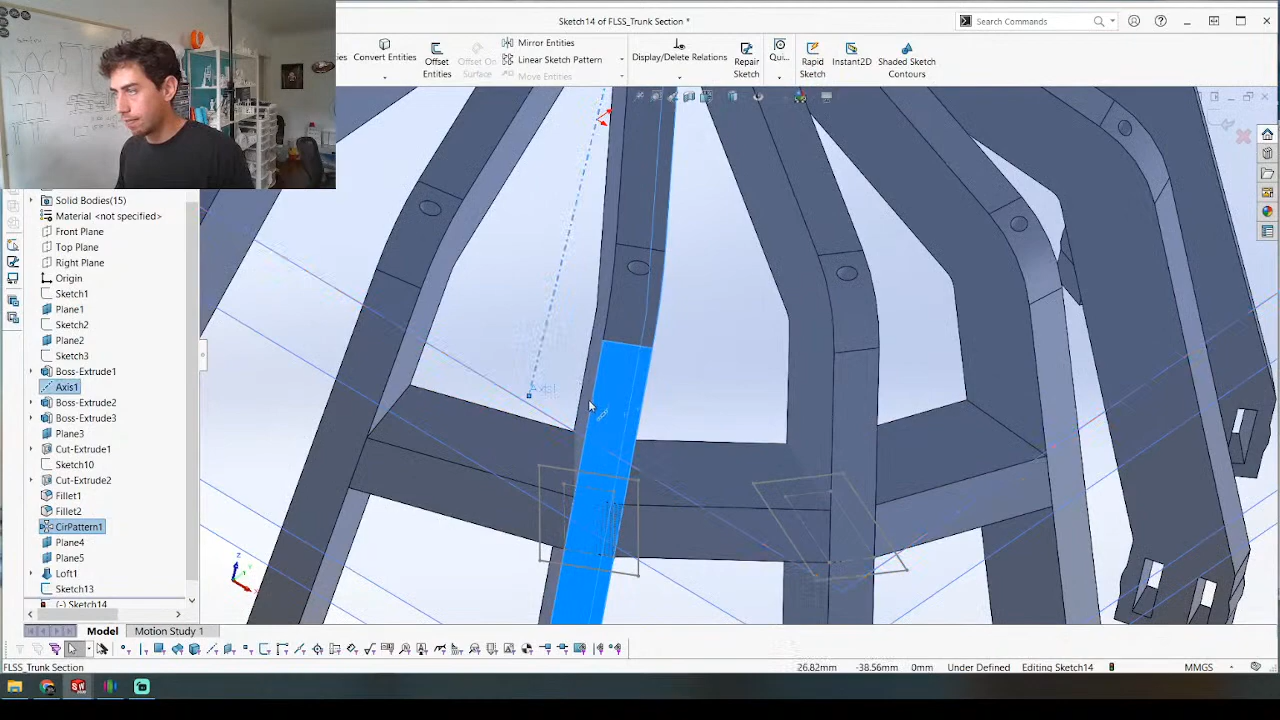 Sketch14 of FLSS_Trunk Section *
Search Commands
Convert Entities
Offset Entities
Offset On Surface
Mirror Entities
Linear Sketch Pattern
Move Entities
Display/Delete Relations
Repair Sketch
Qui...
Rapid Sketch
Instant2D
Shaded Sketch Contours
Solid Bodies(15)
Material <not specified>
Front Plane
Top Plane
Right Plane
Origin
Sketch1
Plane1
Sketch2
Plane2
Sketch3
Boss-Extrude1
Axis1
Boss-Extrude2
Boss-Extrude3
Plane3
Cut-Extrude1
Sketch10
Cut-Extrude2
Fillet1
Fillet2
CirPattern1
Plane4
Plane5
Loft1
Sketch13
(-) Sketch14
Axis1
Z
Model
Motion Study 1
FLSS_Trunk Section
26.82mm
-38.56mm
0mm
Under Defined
Editing Sketch14
MMGS